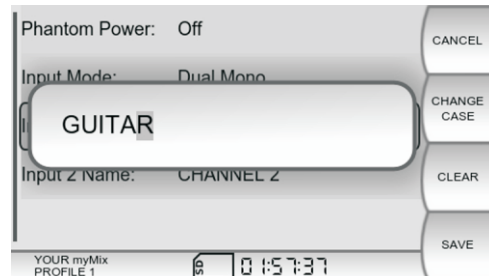 Phantom Power: Off
CANCEL
Input Mode: Dual Mono
CHANGE
CASE
GUITAR
Input 2 Name: CHANNEL 2
CLEAR
SAVE
YOUR myMix
PROFILE 1
SD
01:57:37